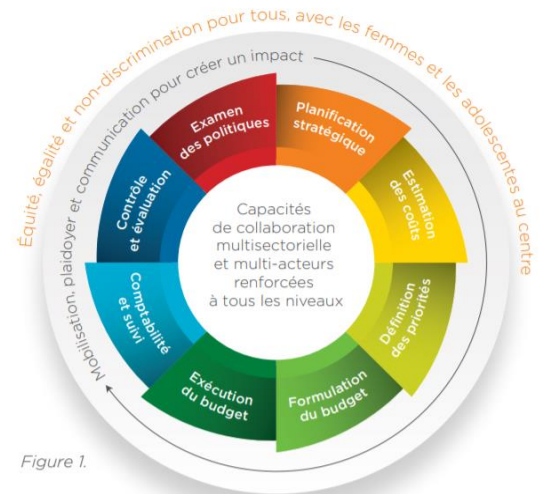 Équité, égalité et non-discrimination pour tous, avec les femmes et les adolescentes au centre
Mobilisation, plaidoyer et communication pour créer un impact
Examen
des politiques
Planification
stratégique
Estimation
des coûts
Définition
des priorités
Formulation
du budget
Exécution
du budget
Comptabilité
et suivi
Contrôle
et évaluation
Capacités
de collaboration
multisectorielle
et multi-acteurs
renforcées
à tous les niveaux
Figure 1.